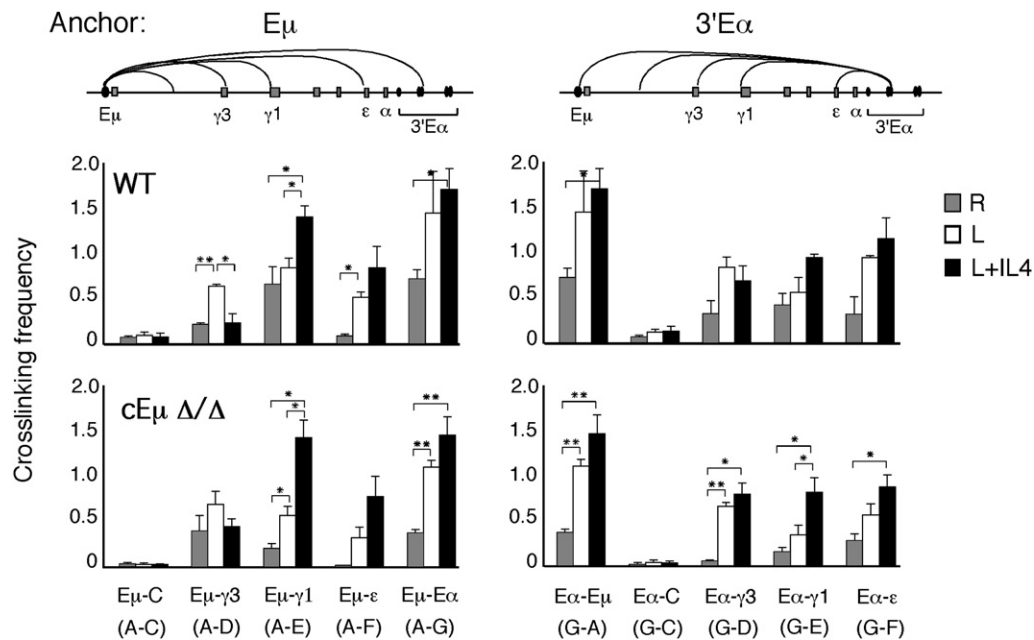 Anchor: Eμ 3'Eα
Eμ γ3 γ1 ε α 3'Eα
Eμ γ3 γ1 ε α 3'Eα
Crosslinking frequency
WT
2.0
1.5
1.0
0.5
0
* * ** * * *
2.0
1.5
1.0
0.5
0
*
R
L
L+IL4
cEμ Δ/Δ
2.0
1.5
1.0
0.5
0
* * * ** **
2.0
1.5
1.0
0.5
0
** ** * ** * * *
Eμ-C Eμ-γ3 Eμ-γ1 Eμ-ε Eμ-Eα
(A-C) (A-D) (A-E) (A-F) (A-G)
Eα-Eμ Eα-C Eα-γ3 Eα-γ1 Eα-ε
(G-A) (G-C) (G-D) (G-E) (G-F)